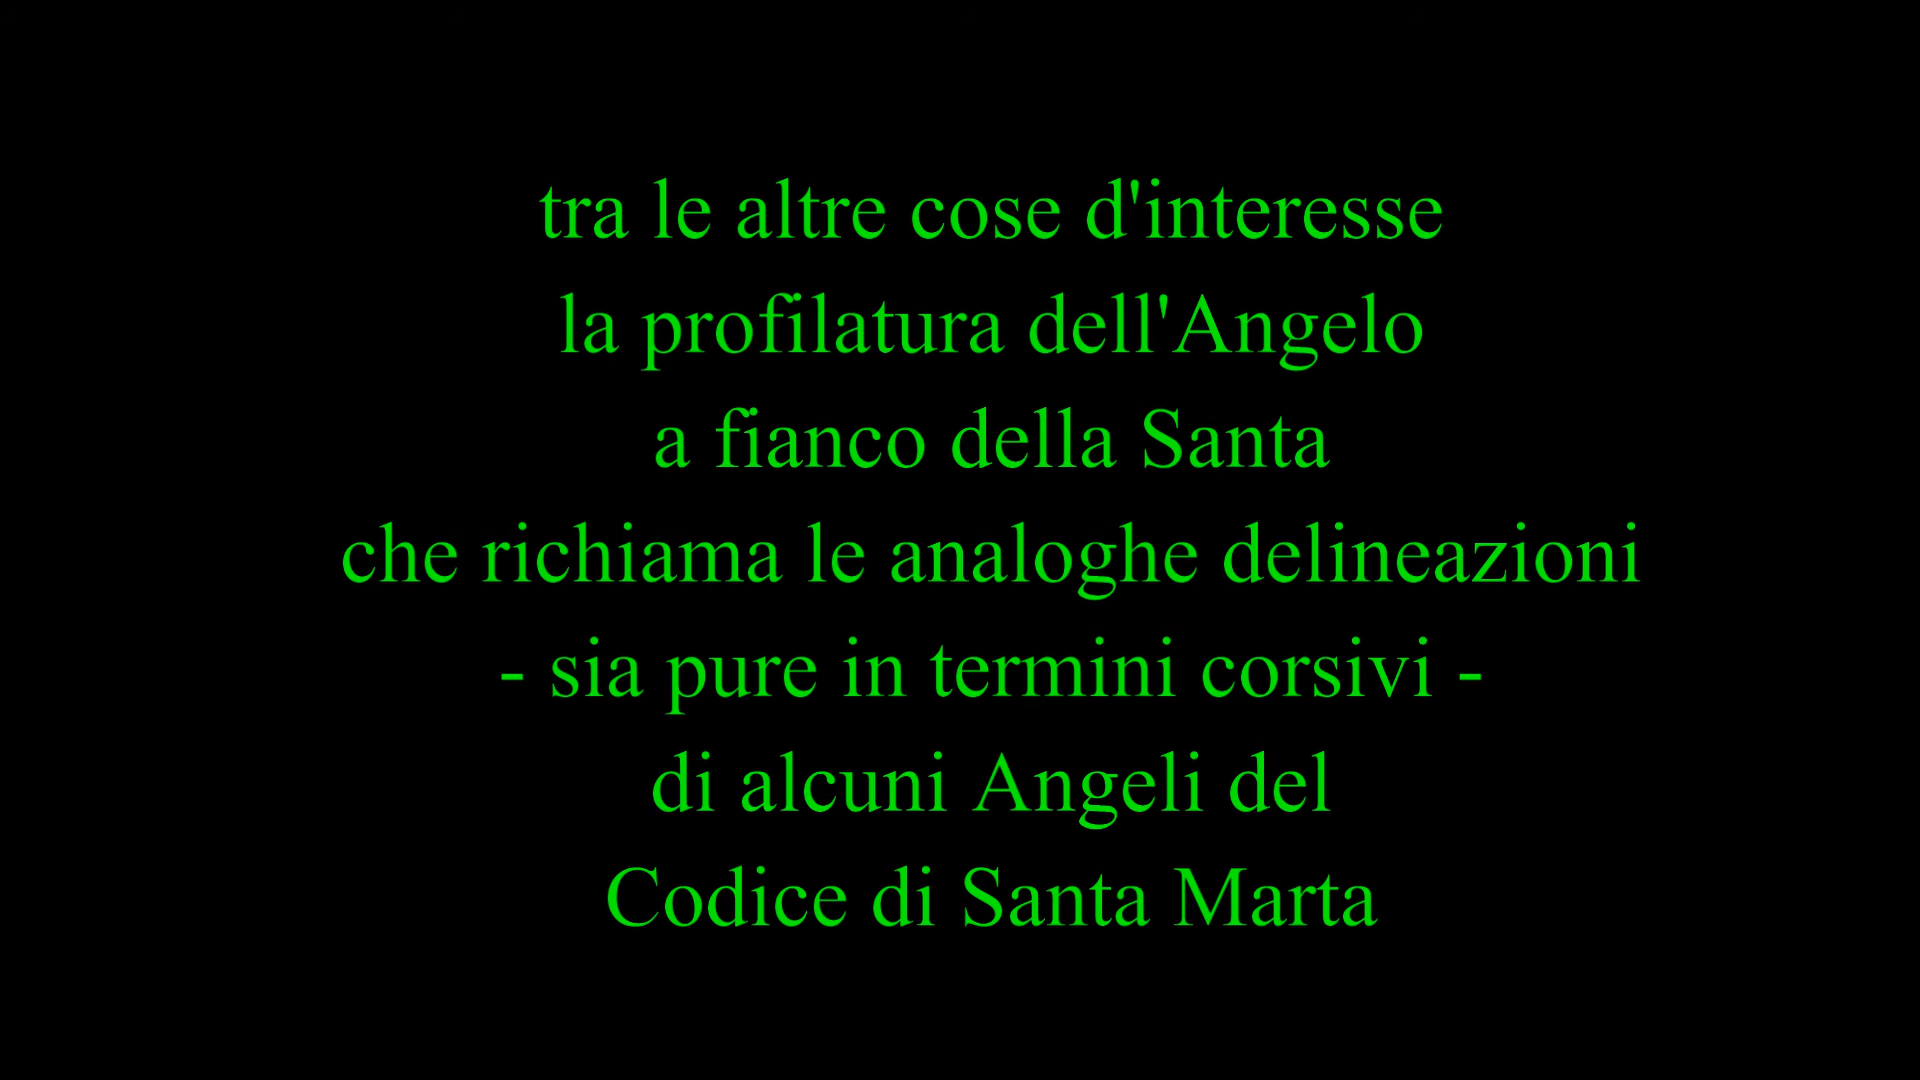 tra le altre cose d'interesse
la profilatura dell'Angelo
a fianco della Santa
che richiama le analoghe delineazioni
- sia pure in termini corsivi -
di alcuni Angeli del
Codice di Santa Marta